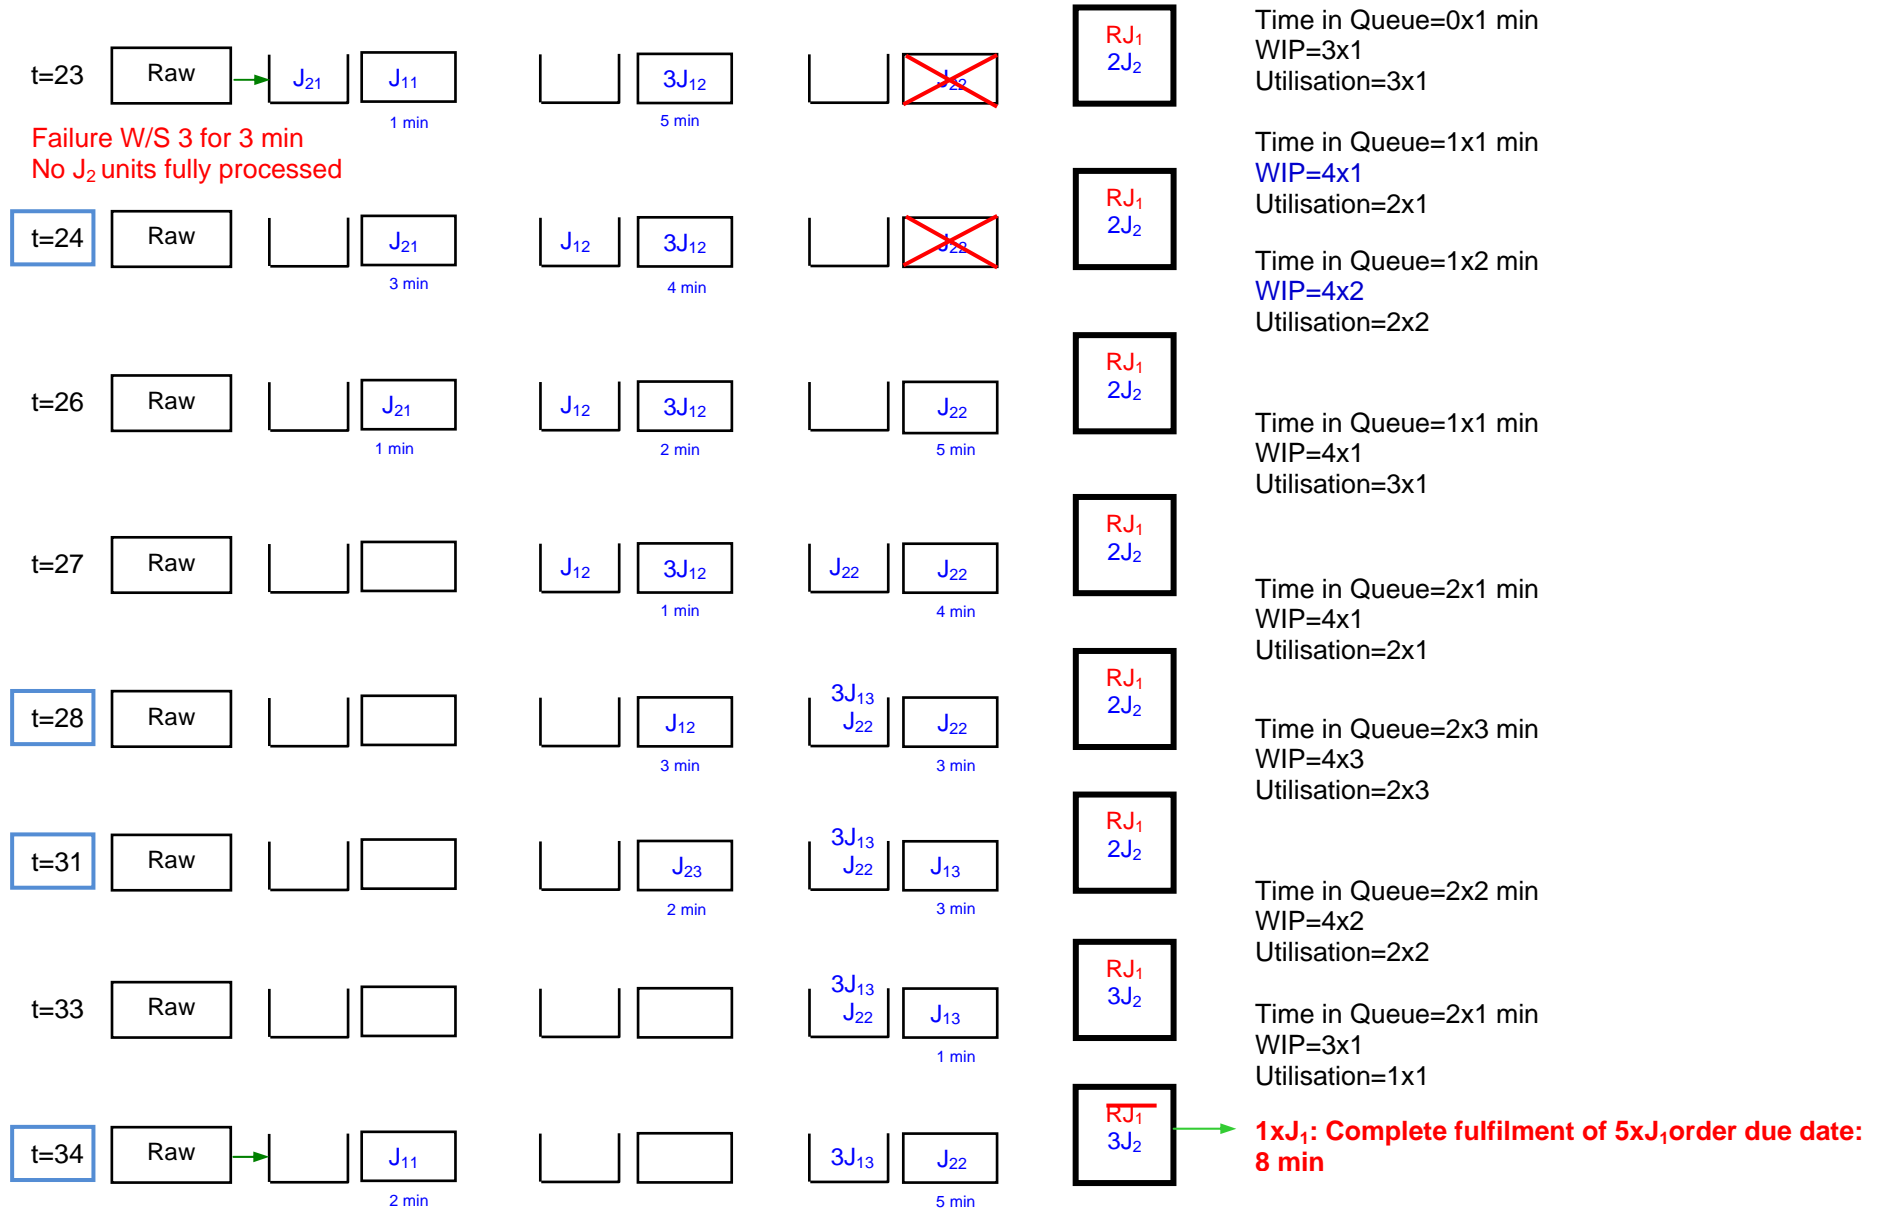 t=23 Raw J₂₁ J₁₁ 3J₁₂ J₂₂ RJ₁
2J₂
1 min 5 min
Time in Queue=0x1 min
WIP=3x1
Utilisation=3x1
Failure W/S 3 for 3 min
No J₂ units fully processed
Time in Queue=1x1 min
WIP=4x1
Utilisation=2x1
t=24 Raw J₂₁ J₁₂ 3J₁₂ J₂₂ RJ₁
2J₂
3 min 4 min
Time in Queue=1x2 min
WIP=4x2
Utilisation=2x2
t=26 Raw J₂₁ J₁₂ 3J₁₂ J₂₂ RJ₁
2J₂
1 min 2 min 5 min
Time in Queue=1x1 min
WIP=4x1
Utilisation=3x1
t=27 Raw J₁₂ 3J₁₂ J₂₂ J₂₂ RJ₁
2J₂
1 min 4 min
Time in Queue=2x1 min
WIP=4x1
Utilisation=2x1
3J₁₃
t=28 Raw J₁₂ J₂₂ J₂₂ RJ₁
2J₂
3 min 3 min
Time in Queue=2x3 min
WIP=4x3
Utilisation=2x3
3J₁₃
t=31 Raw J₂₃ J₂₂ J₁₃ RJ₁
2J₂
2 min 3 min
Time in Queue=2x2 min
WIP=4x2
Utilisation=2x2
3J₁₃
t=33 Raw J₂₂ J₁₃ RJ₁
3J₂
1 min
Time in Queue=2x1 min
WIP=3x1
Utilisation=1x1
t=34 Raw J₁₁ 3J₁₃ J₂₂ RJ₁
3J₂
2 min 5 min
1xJ₁: Complete fulfilment of 5xJ₁order due date:
8 min